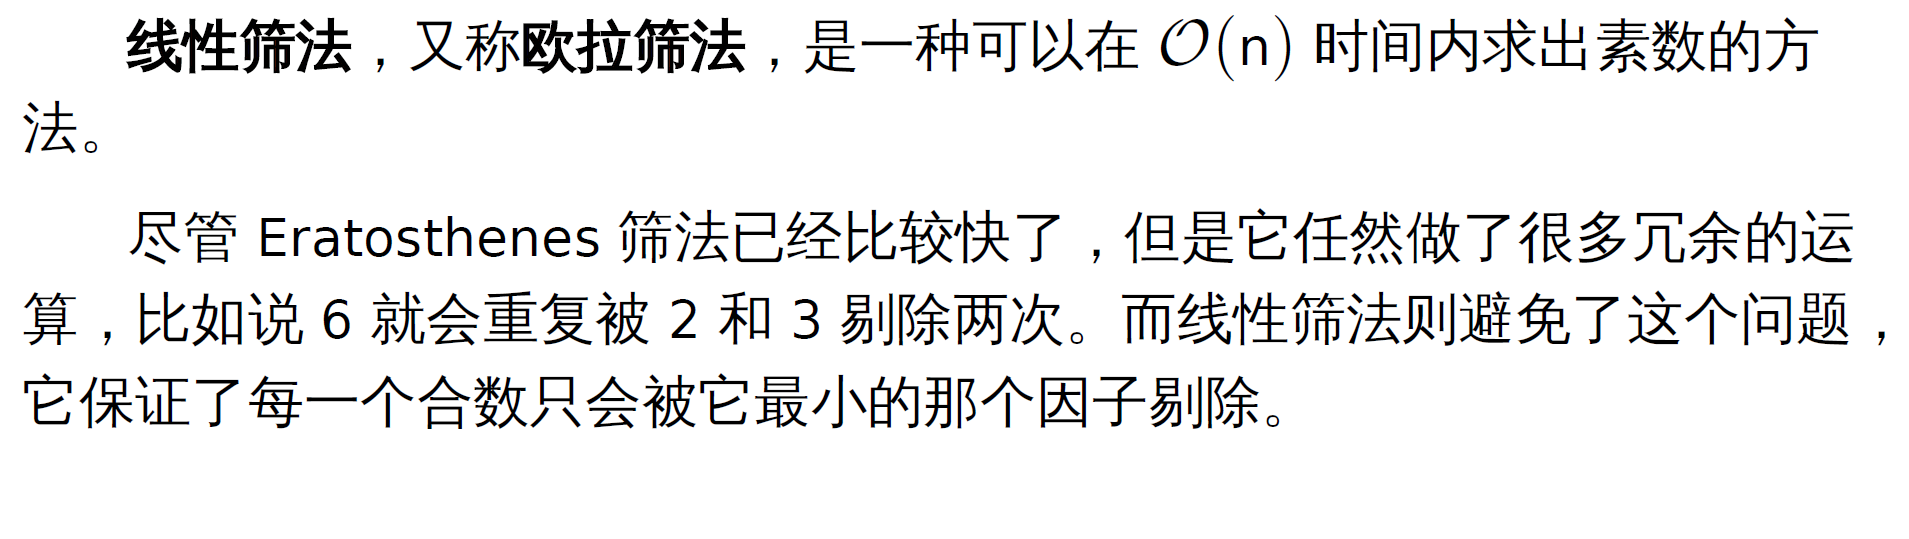 线性筛法，又称欧拉筛法，是一种可以在 𝒪(n) 时间内求出素数的方
法。
尽管 Eratosthenes 筛法已经比较快了，但是它任然做了很多冗余的运
算，比如说 6 就会重复被 2 和 3 剔除两次。而线性筛法则避免了这个问题，
它保证了每一个合数只会被它最小的那个因子剔除。